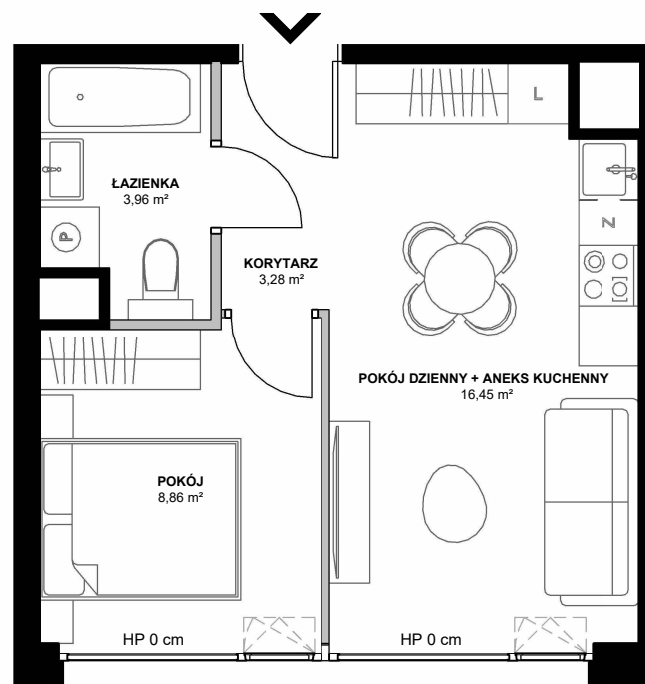 L
ŁAZIENKA
3,96 m²
P
N
KORYTARZ
3,28 m²
POKÓJ DZIENNY + ANEKS KUCHENNY
16,45 m²
POKÓJ
8,86 m²
HP 0 cm
HP 0 cm